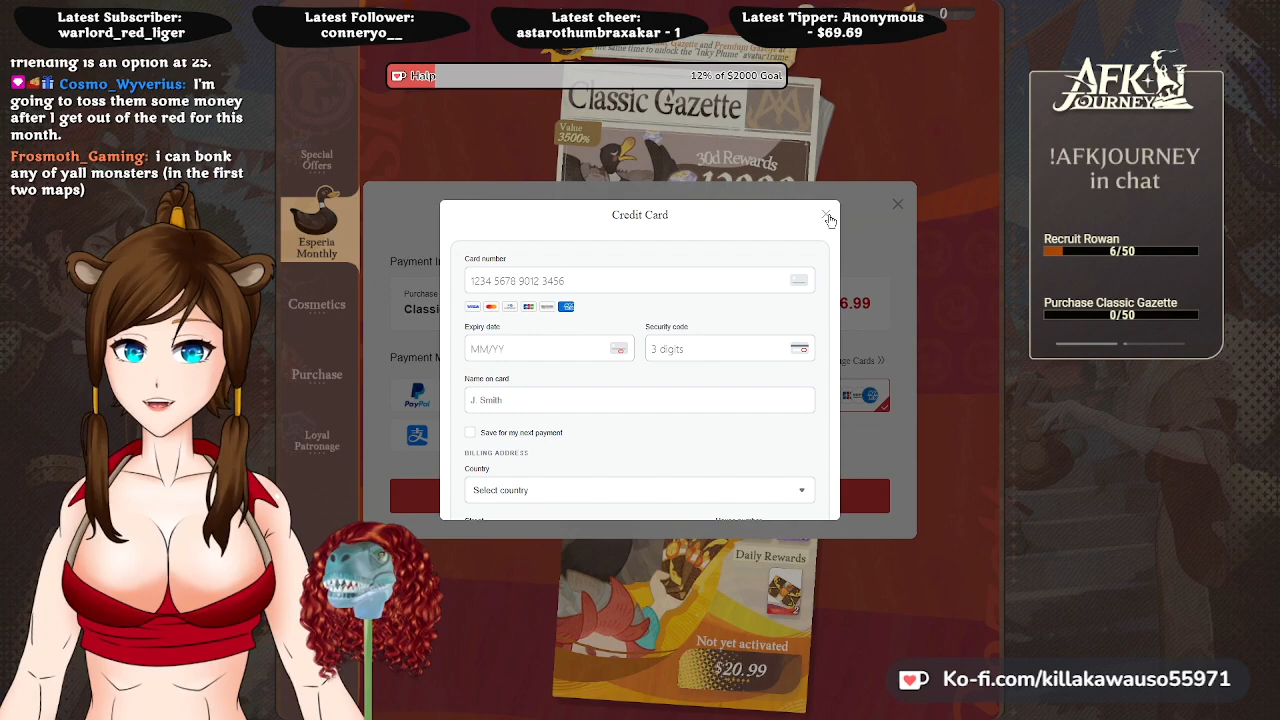 Latest Subscriber:
warlord_red_liger
Latest Follower:
conneryo__
Latest cheer:
astarothumbraxakar - 1
Latest Tipper: Anonymous
- $69.69
0
friending is an option at 25.
Cosmo_Wyverius: I'm
going to toss them some money
after I get out of the red for this
month.
Frosmoth_Gaming: i can bonk
any of yall monsters (in the first
two maps)
Halp
12% of $2000 Goal
Classic Gazette
Value
3500%
30d Rewards
Special
Offers
Esperia
Monthly
Cosmetics
Purchase
Loyal
Patronage
Purchase
6.99
PayPal
Credit Card
Card number
1234 5678 9012 3456
Expiry date
Security code
MM/YY
3 digits
Name on card
J. Smith
Save for my next payment
BILLING ADDRESS
Country
Select country
Daily Rewards
Not yet activated
$20.99
AFK
JOURNEY
!AFKJOURNEY
in chat
Recruit Rowan
6/50
Purchase Classic Gazette
0/50
Ko-fi.com/killakawauso55971